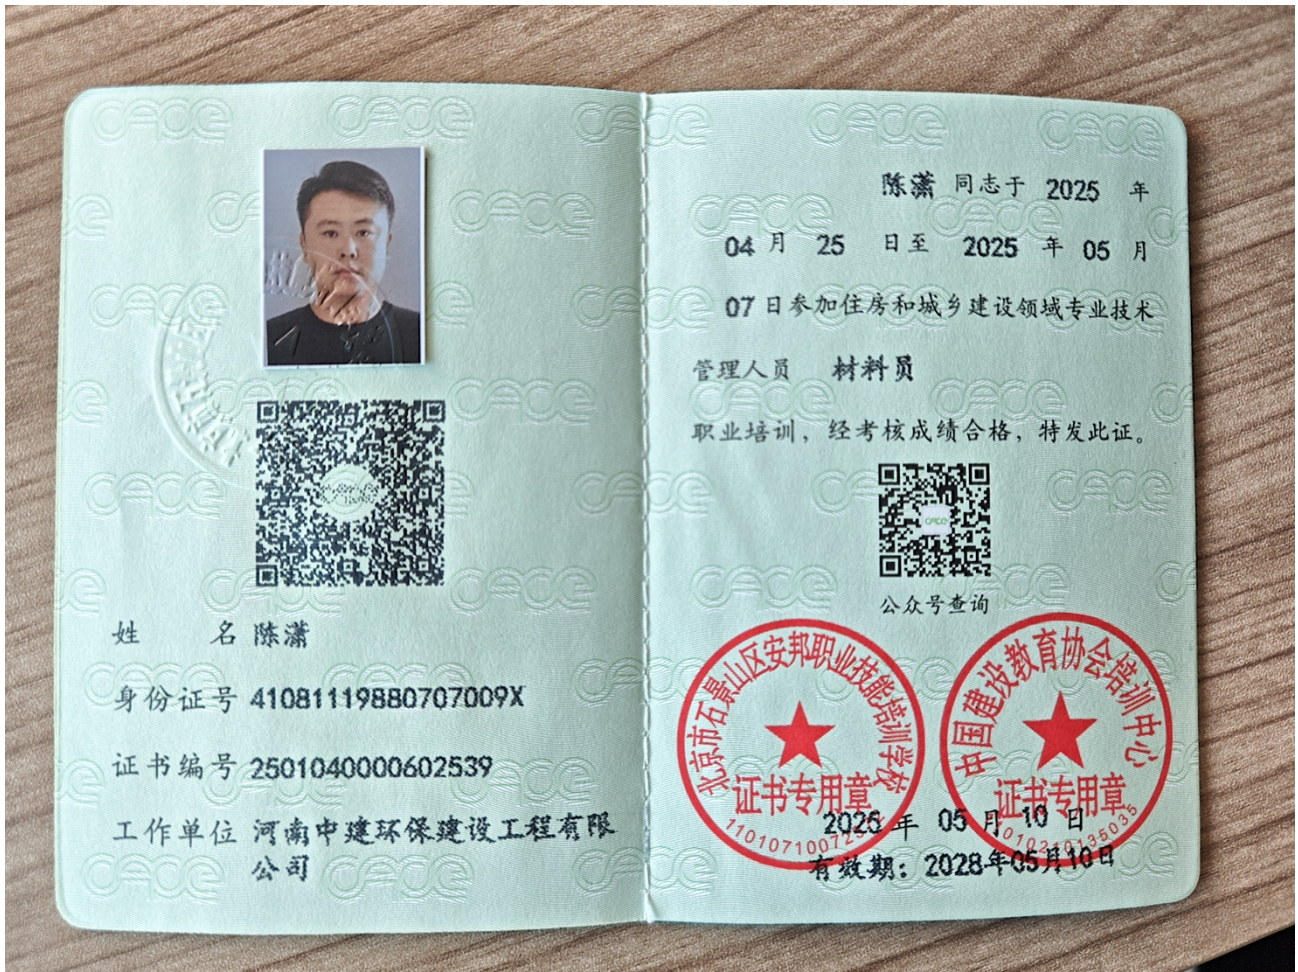 姓 名 陈潇
身份证号 41081119880707009X
证书编号 2501040000602539
工作单位 河南中建环保建设工程有限
公司
陈潇 同志于 2025 年
04 月 25 日至 2025 年 05 月
07 日参加住房和城乡建设领域专业技术
管理人员 材料员
职业培训，经考核成绩合格，特发此证。
CACE
公众号查询
北京市石景山区安邦职业技能培训学校
证书专用章
中国建设教育协会培训中心
证书专用章
2025 年 05 月 10 日
有效期：2028年05月10日